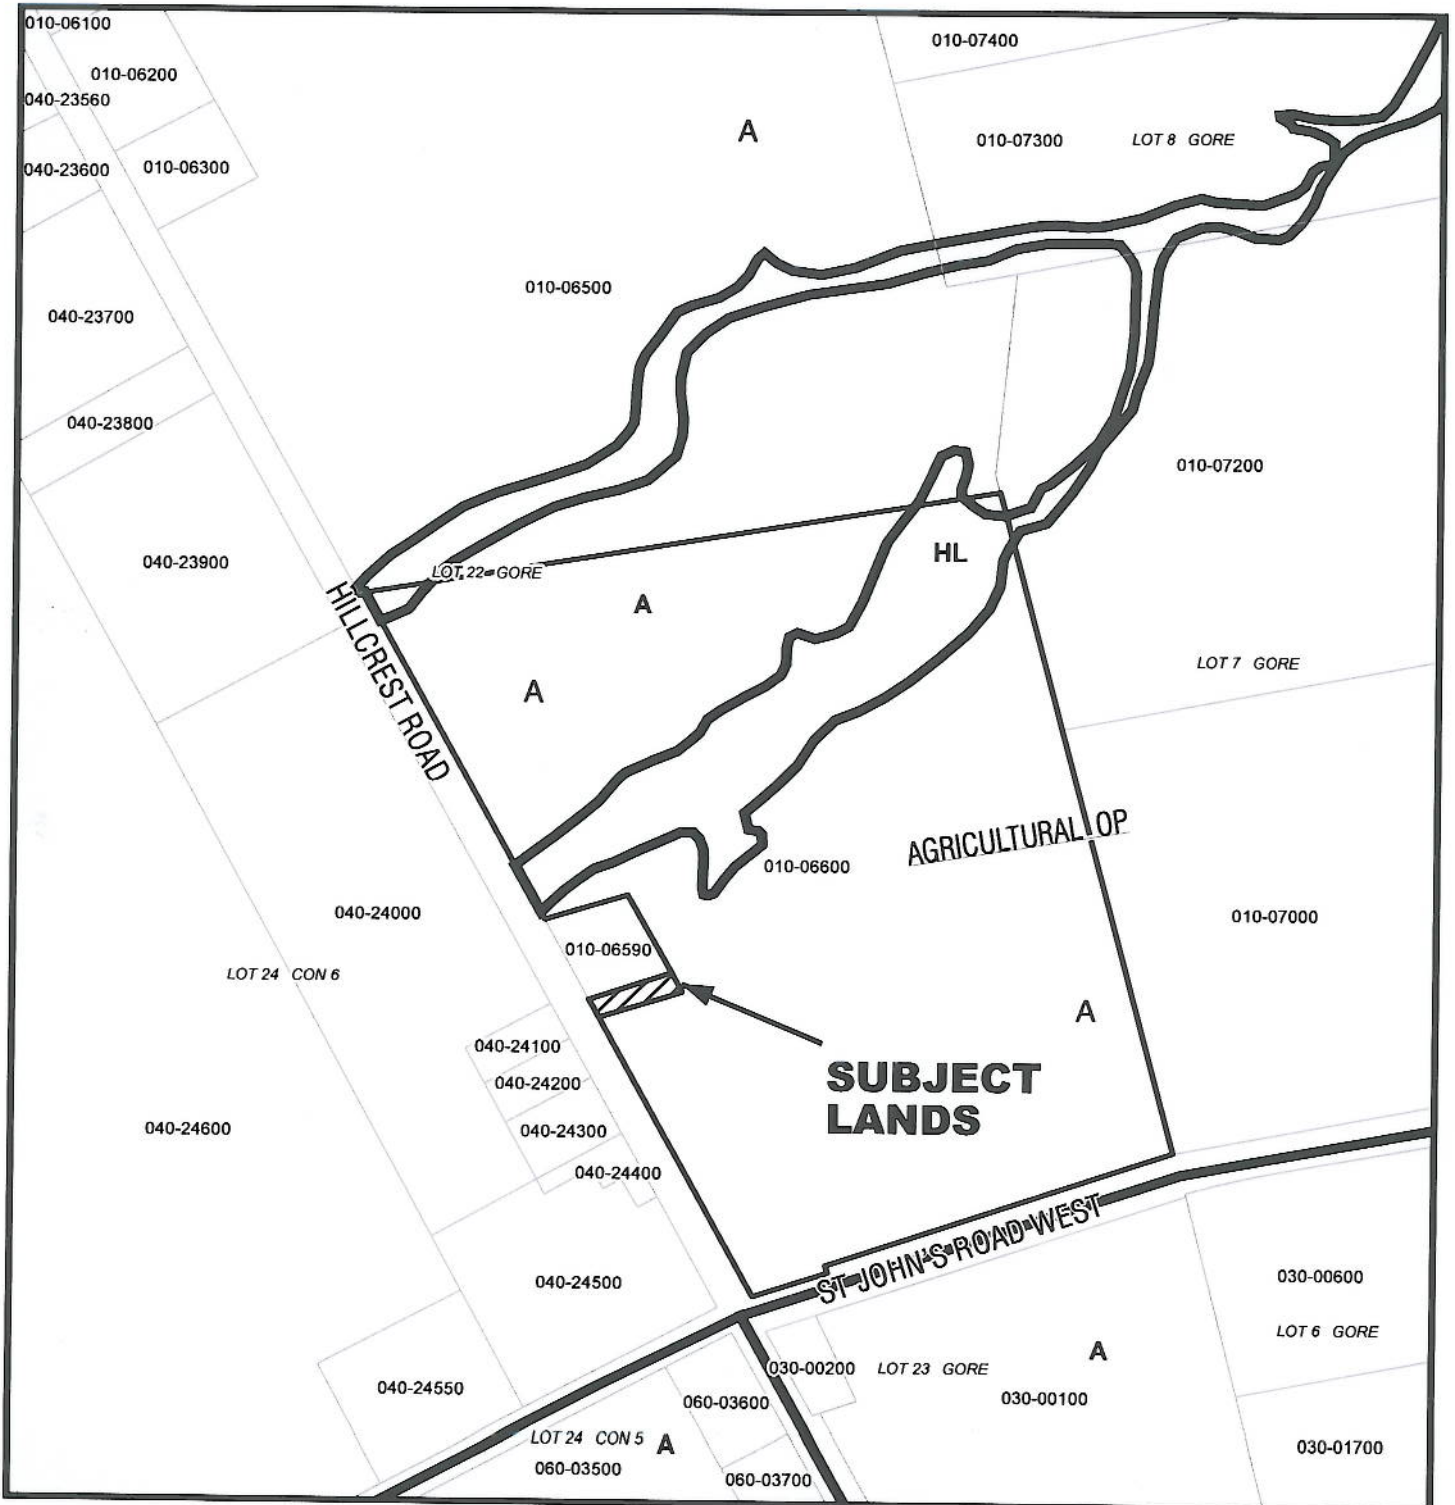 010-06100
010-07400
010-06200
040-23560
A
010-07300
LOT 8 GORE
010-06300
040-23600
010-06500
040-23700
040-23800
010-07200
040-23900
HL
LOT 22 GORE
A
HILLCREST ROAD
LOT 7 GORE
A
AGRICULTURAL OP
010-06600
040-24000
010-07000
010-06590
LOT 24 CON 6
A
040-24100
SUBJECT
LANDS
040-24200
040-24600
040-24300
040-24400
ST JOHN'S ROAD WEST
040-24500
030-00600
LOT 6 GORE
A
030-00200
LOT 23 GORE
040-24550
030-00100
060-03600
LOT 24 CON 5
A
030-01700
060-03500
060-03700